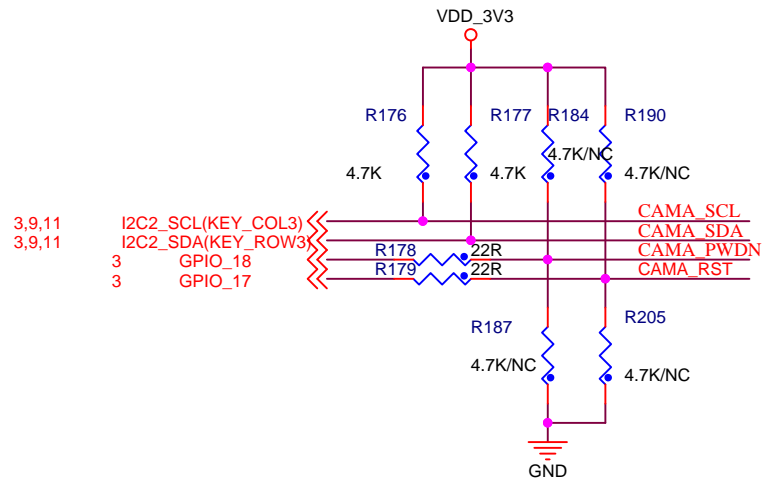 VDD_3V3
R176
R177
R184
R190
4.7K
4.7K
4.7K/NC
4.7K/NC
3,9,11
I2C2_SCL(KEY_COL3)
CAMA_SCL
3,9,11
I2C2_SDA(KEY_ROW3)
CAMA_SDA
3
GPIO_18
R178
22R
CAMA_PWDN
3
GPIO_17
R179
22R
CAMA_RST
R187
R205
4.7K/NC
4.7K/NC
GND